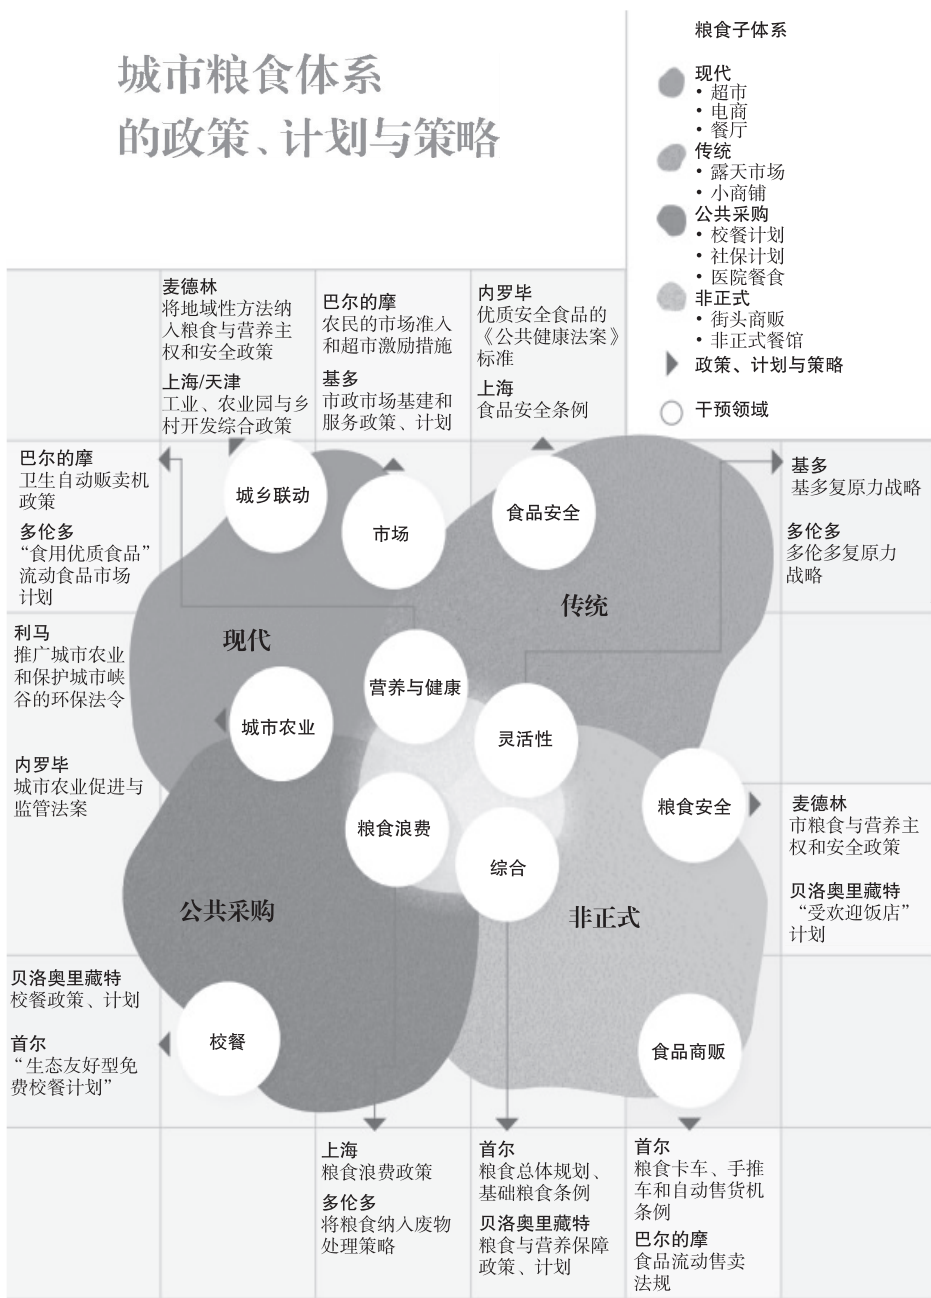 城市粮食体系
的政策、计划与策略
粮食子体系
现代
• 超市
• 电商
• 餐厅
传统
• 露天市场
• 小商铺
公共采购
• 校餐计划
• 社保计划
• 医院餐食
非正式
• 街头商贩
• 非正式餐馆
政策、计划与策略
干预领域
麦德林
将地域性方法纳
入粮食与营养主
权和安全政策
上海/天津
工业、农业园与乡
村开发综合政策
巴尔的摩
农民的市场准入
和超市激励措施
基多
市政市场基建和
服务政策、计划
内罗毕
优质安全食品的
《公共健康法案》
标准
上海
食品安全条例
巴尔的摩
卫生自动贩卖机
政策
多伦多
“食用优质食品”
流动食品市场
计划
利马
推广城市农业
和保护城市峡
谷的环保法令
内罗毕
城市农业促进与
监管法案
贝洛奥里藏特
校餐政策、计划
首尔
“生态友好型免
费校餐计划”
城乡联动
市场
食品安全
传统
现代
营养与健康
城市农业
灵活性
粮食安全
粮食浪费
综合
公共采购
非正式
校餐
食品商贩
基多
基多复原力战略
多伦多
多伦多复原力
战略
麦德林
市粮食与营养主
权和安全政策
贝洛奥里藏特
“受欢迎饭店”
计划
上海
粮食浪费政策
多伦多
将粮食纳入废物
处理策略
首尔
粮食总体规划、
基础粮食条例
贝洛奥里藏特
粮食与营养保障
政策、计划
首尔
粮食卡车、手推
车和自动售货机
条例
巴尔的摩
食品流动售卖
法规